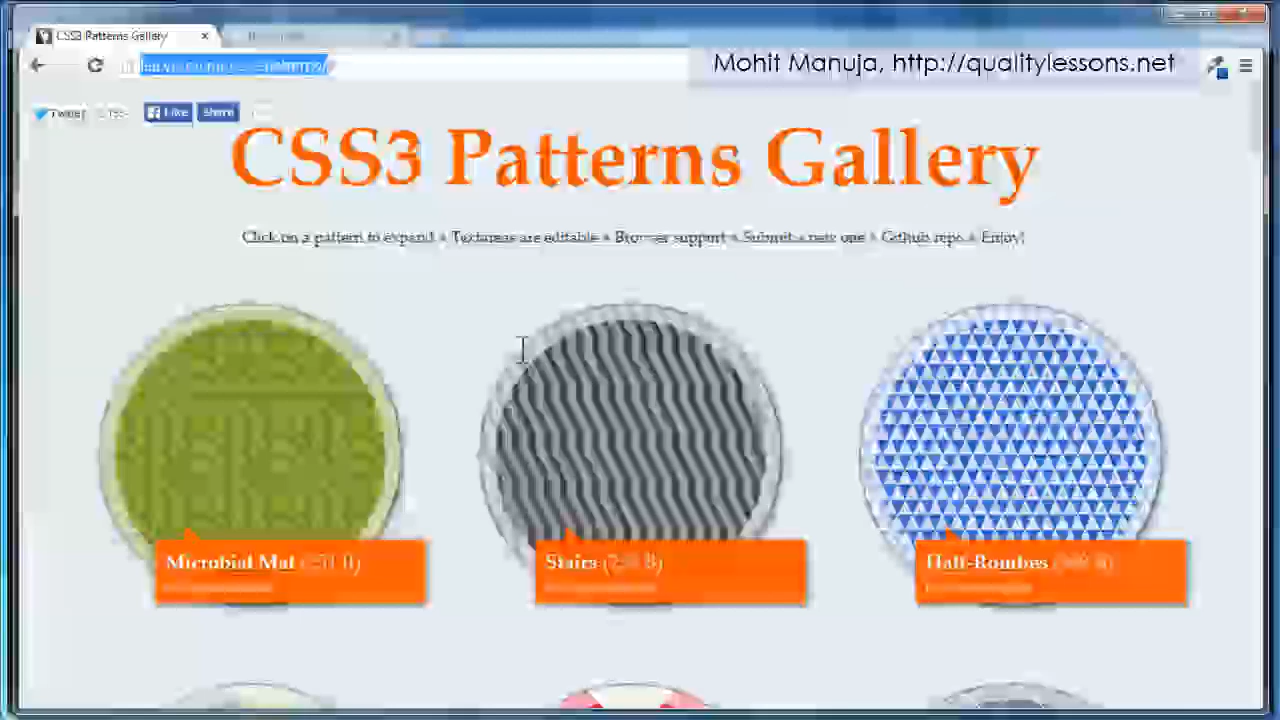 CSS3 Patterns Gallery
Mohit Manuja, http://qualitylessons.net
Tweet
Like Share
CSS3 Patterns Gallery
Click on a pattern to expand • Textareas are editable • Browser support • Submit a new one • Github repo • Enjoy!
Microbial Mat
Stairs
Half-Rombes